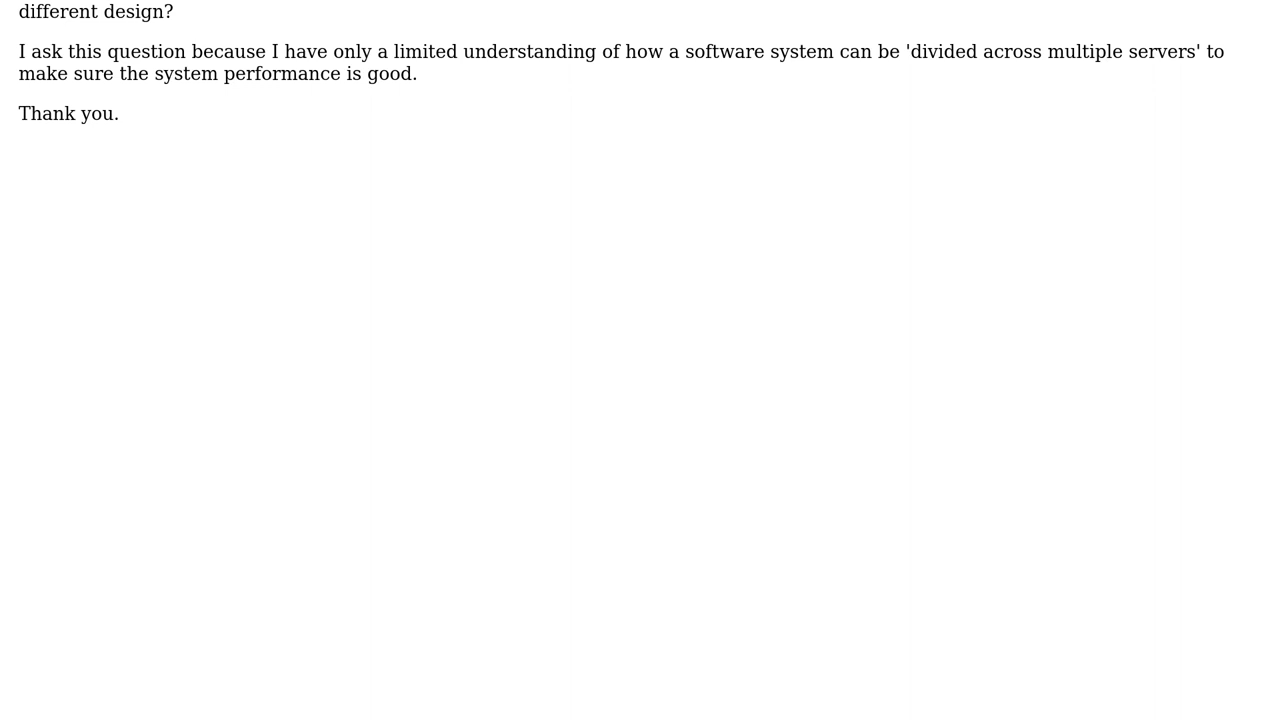 different design?
I ask this question because I have only a limited understanding of how a software system can be 'divided across multiple servers' to
make sure the system performance is good.
Thank you.